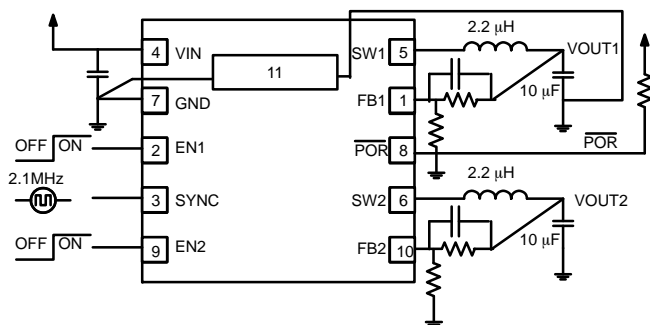 2.2 μH
4 VIN SW1 5 VOUT1
11
7 GND FB1 1 10 μF
OFF ON 2 EN1 POR 8 POR
2.1MHz 2.2 μH
3 SYNC SW2 6 VOUT2
OFF ON 9 EN2 FB2 10 10 μF